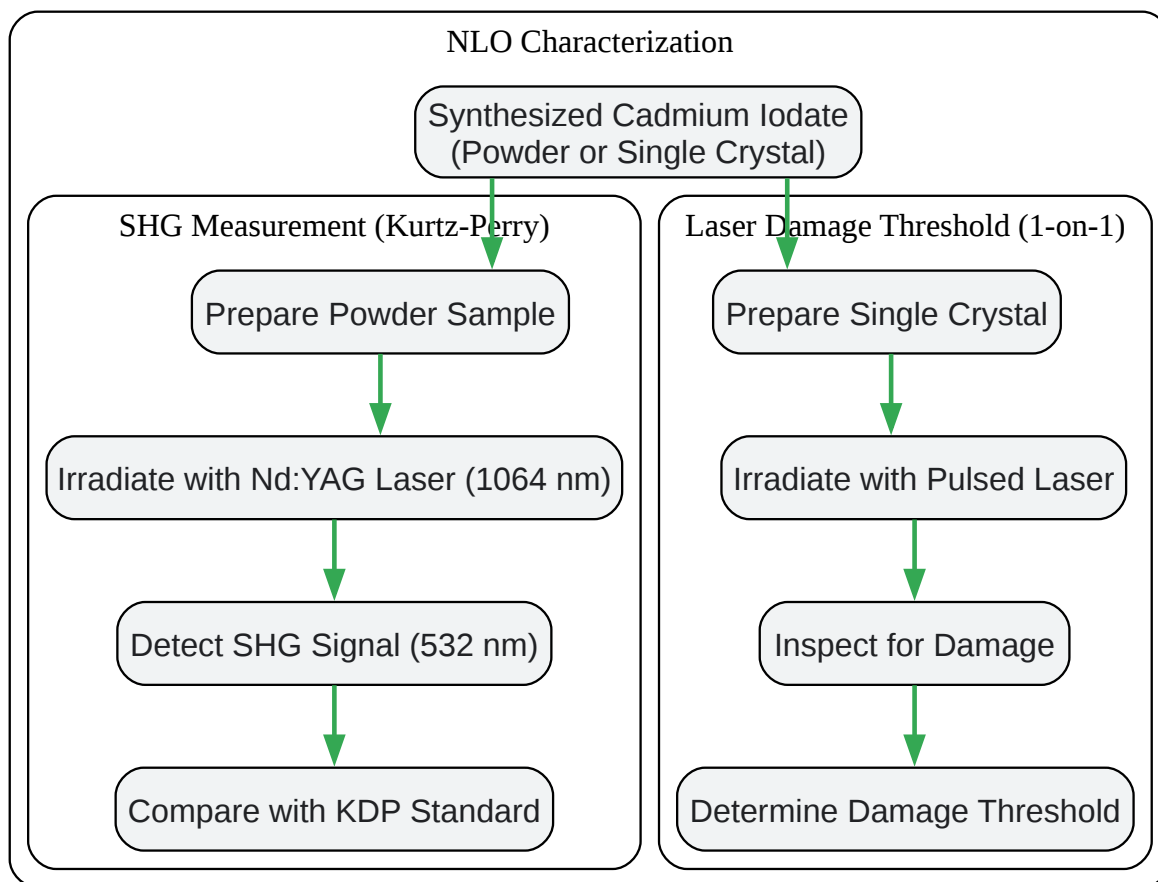 NLO Characterization
Synthesized Cadmium Iodate
(Powder or Single Crystal)
SHG Measurement (Kurtz-Perry)
Prepare Powder Sample
Irradiate with Nd:YAG Laser (1064 nm)
Detect SHG Signal (532 nm)
Compare with KDP Standard
Laser Damage Threshold (1-on-1)
Prepare Single Crystal
Irradiate with Pulsed Laser
Inspect for Damage
Determine Damage Threshold